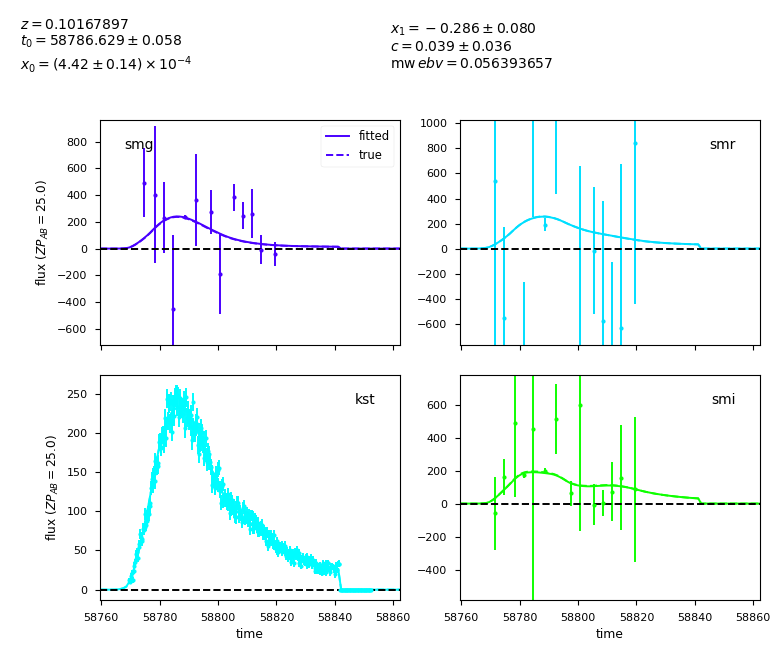 z = 0.10167897
t₀ = 58786.629 ± 0.058
x₀ = (4.42 ± 0.14) × 10⁻⁴
x₁ = −0.286 ± 0.080
c = 0.039 ± 0.036
mw ebv = 0.056393657
smg
fitted
true
800
600
400
200
0
−200
−400
−600
flux (ZP_AB = 25.0)
smr
1000
800
600
400
200
0
−200
−400
−600
kst
250
200
150
100
50
0
flux (ZP_AB = 25.0)
58760 58780 58800 58820 58840 58860
time
smi
600
400
200
0
−200
−400
58760 58780 58800 58820 58840 58860
time